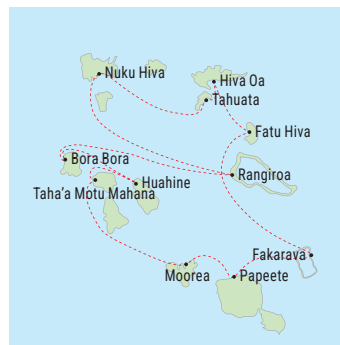 Nuku Hiva
Hiva Oa
Tahuata
Fatu Hiva
Bora Bora
Rangiroa
Taha'a Motu Mahana
Huahine
Fakarava
Moorea
Papeete